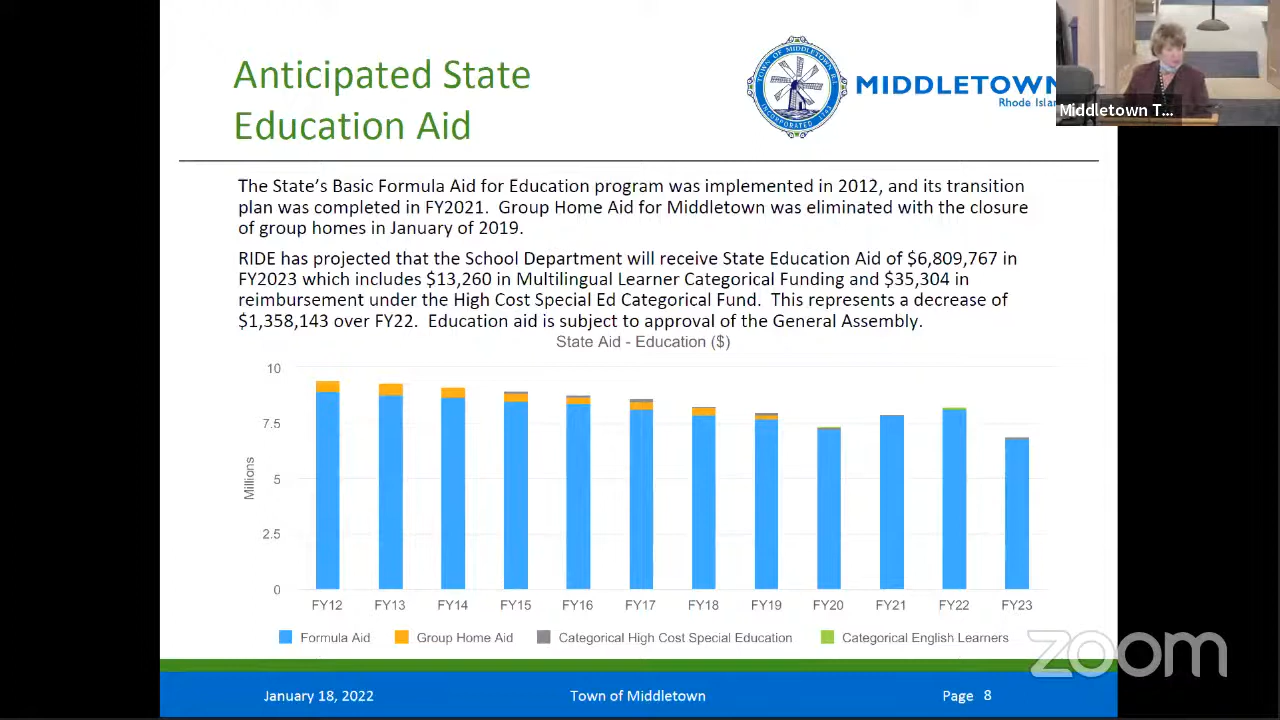 Anticipated State
Education Aid
TOWN OF MIDDLETOWN R.I.
INCORPORATED 1743
MIDDLETOWN
Rhode Islan
Middletown T...
The State's Basic Formula Aid for Education program was implemented in 2012, and its transition
plan was completed in FY2021. Group Home Aid for Middletown was eliminated with the closure
of group homes in January of 2019.
RIDE has projected that the School Department will receive State Education Aid of $6,809,767 in
FY2023 which includes $13,260 in Multilingual Learner Categorical Funding and $35,304 in
reimbursement under the High Cost Special Ed Categorical Fund. This represents a decrease of
$1,358,143 over FY22. Education aid is subject to approval of the General Assembly.
State Aid - Education ($)
Millions
10
7.5
5
2.5
0
FY12 FY13 FY14 FY15 FY16 FY17 FY18 FY19 FY20 FY21 FY22 FY23
Formula Aid Group Home Aid Categorical High Cost Special Education Categorical English Learners
zoom
January 18, 2022 Town of Middletown Page 8